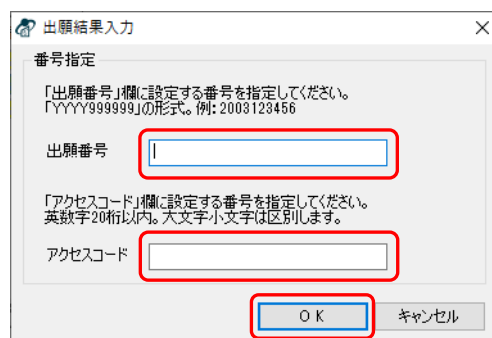 出願結果入力
番号指定
「出願番号」欄に設定する番号を指定してください。
「YYYY999999」の形式。例：2003123456
出願番号
「アクセスコード」欄に設定する番号を指定してください。
英数字20桁以内。大文字小文字は区別します。
アクセスコード
ＯＫ
キャンセル